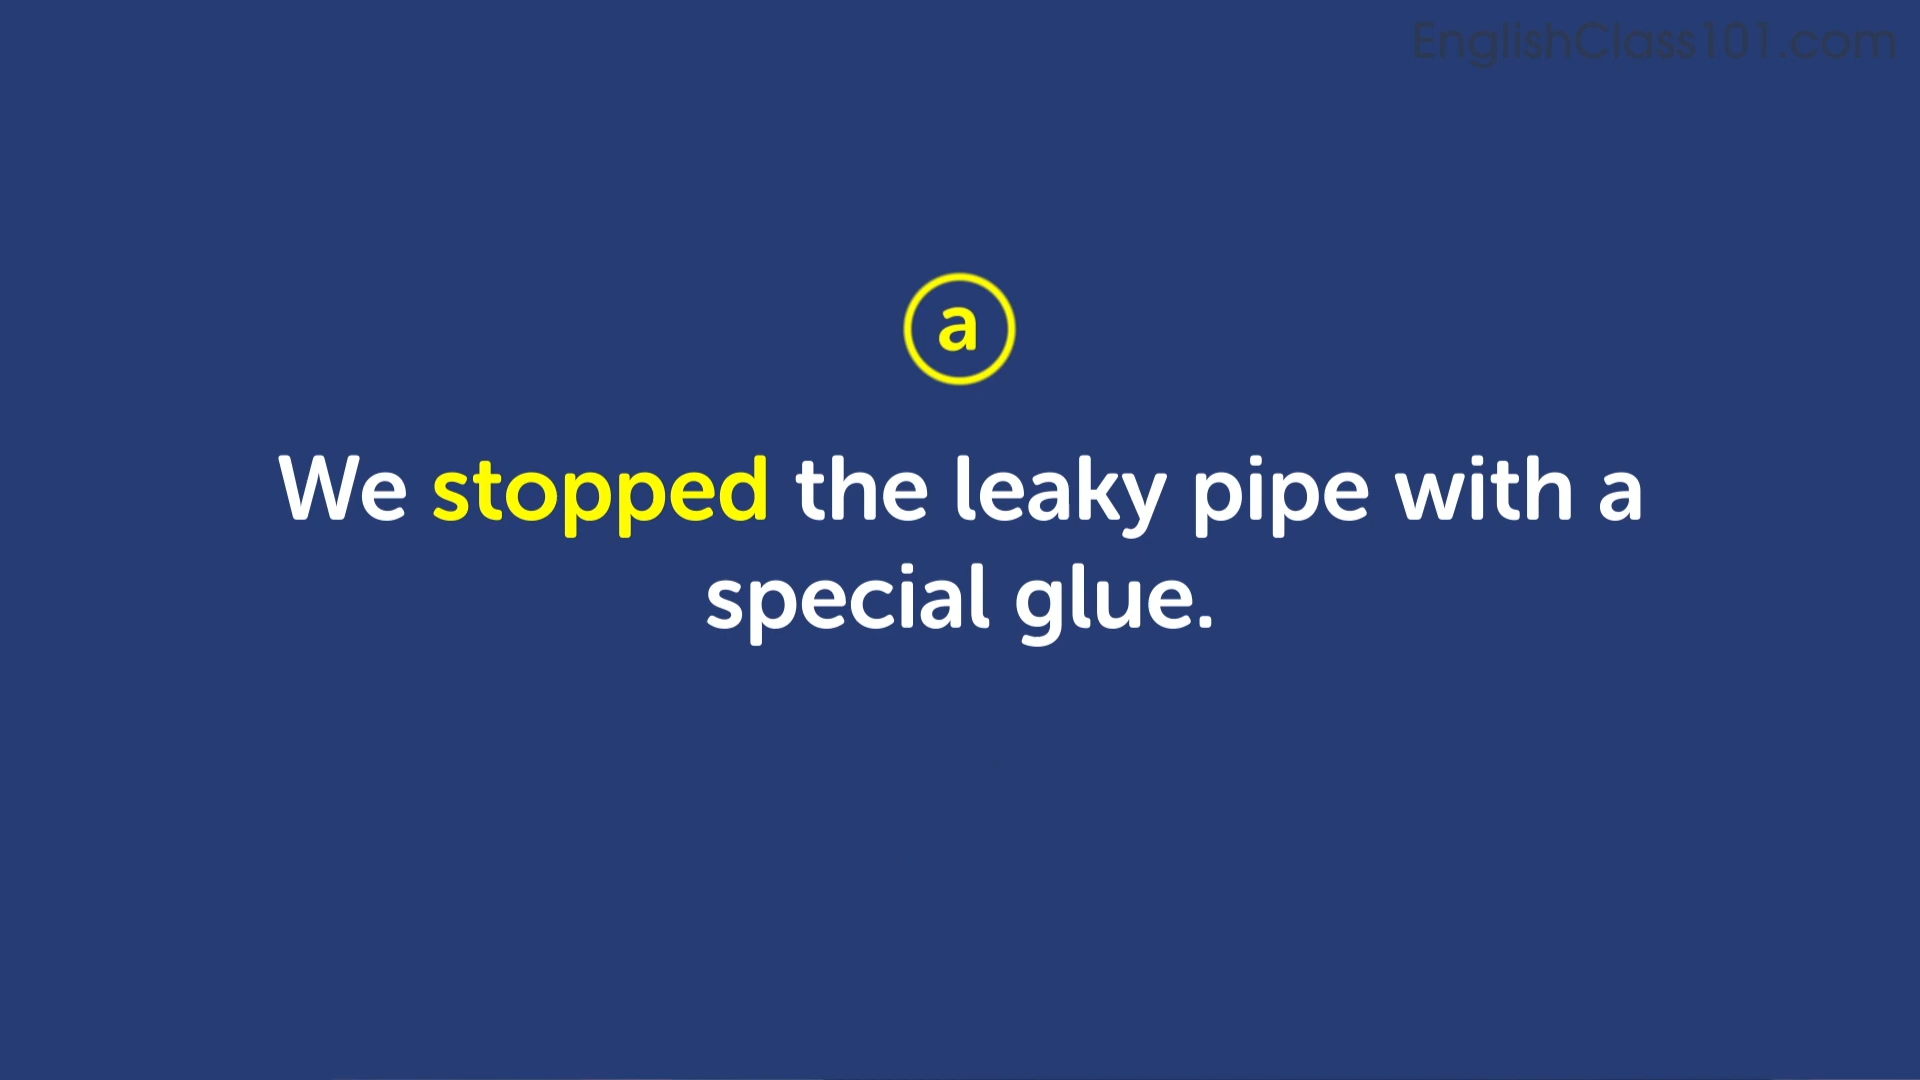 EnglishClass101.com
a
We stopped the leaky pipe with a
special glue.